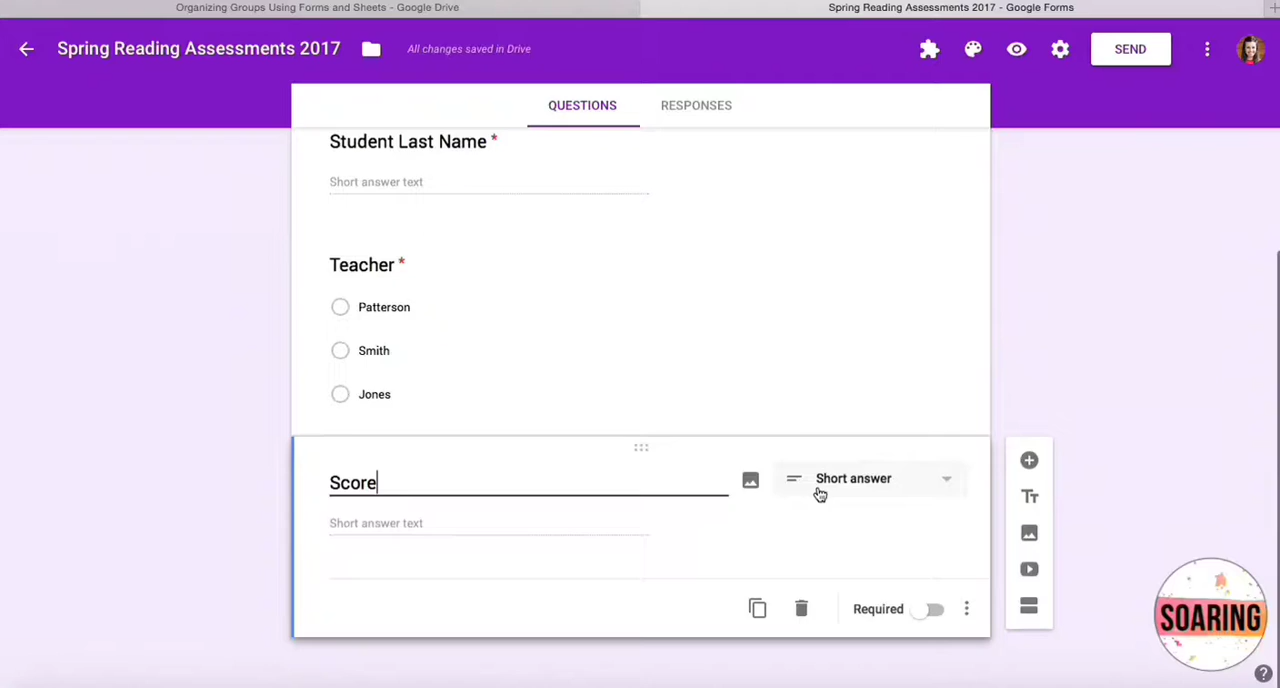 Organizing Groups Using Forms and Sheets - Google Drive
Spring Reading Assessments 2017 - Google Forms
Spring Reading Assessments 2017
All changes saved in Drive
SEND
QUESTIONS
RESPONSES
Student Last Name *
Short answer text
Teacher *
Patterson
Smith
Jones
Score
Short answer
Short answer text
Required
Tт
SOARING
?